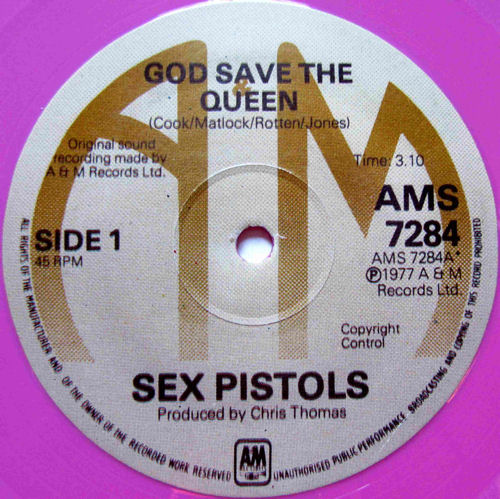 GOD SAVE THE
QUEEN
(Cook/Matlock/Rotten/Jones)
Original sound
recording made by
A & M Records Ltd.
Time: 3.10
AMS
7284
SIDE 1
45 RPM
AMS 7284A*
Ⓟ1977 A & M
Records Ltd.
Copyright
Control
SEX PISTOLS
Produced by Chris Thomas
AM
ALL RIGHTS OF THE MANUFACTURER AND OF THE OWNER OF THE RECORDED WORK RESERVED UNAUTHORISED PUBLIC PERFORMANCE BROADCASTING AND COPYING OF THIS RECORD PROHIBITED
A&M